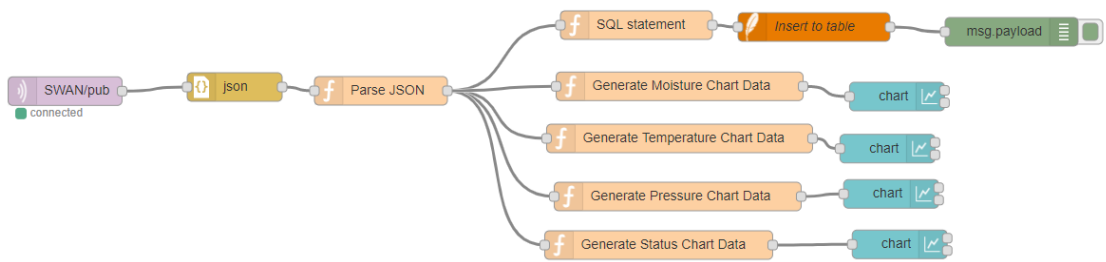 SQL statement
Insert to table
msg.payload
SWAN/pub
json
Parse JSON
Generate Moisture Chart Data
chart
connected
Generate Temperature Chart Data
chart
Generate Pressure Chart Data
chart
Generate Status Chart Data
chart